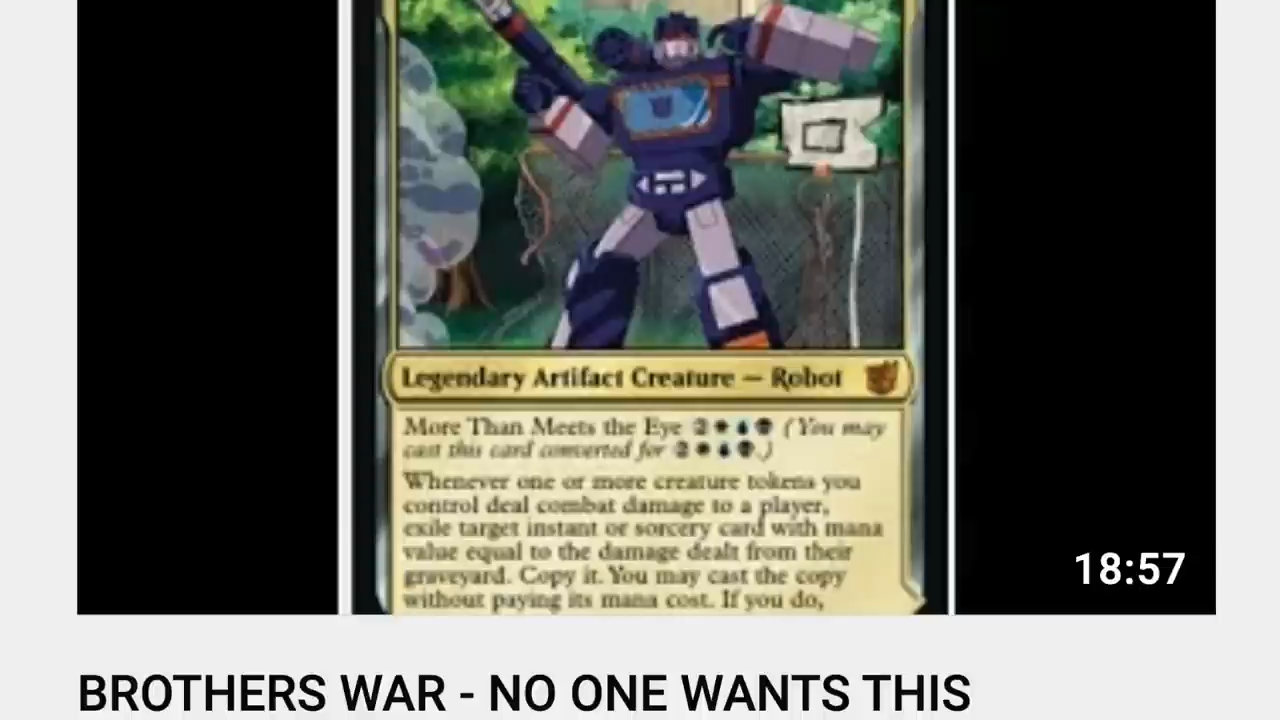 Legendary Artifact Creature — Robot
More Than Meets the Eye 2 (You may
cast this card converted for 2 .)
Whenever one or more creature tokens you
control deal combat damage to a player,
exile target instant or sorcery card with mana
value equal to the damage dealt from their
graveyard. Copy it. You may cast the copy
without paying its mana cost. If you do,
18:57
BROTHERS WAR - NO ONE WANTS THIS